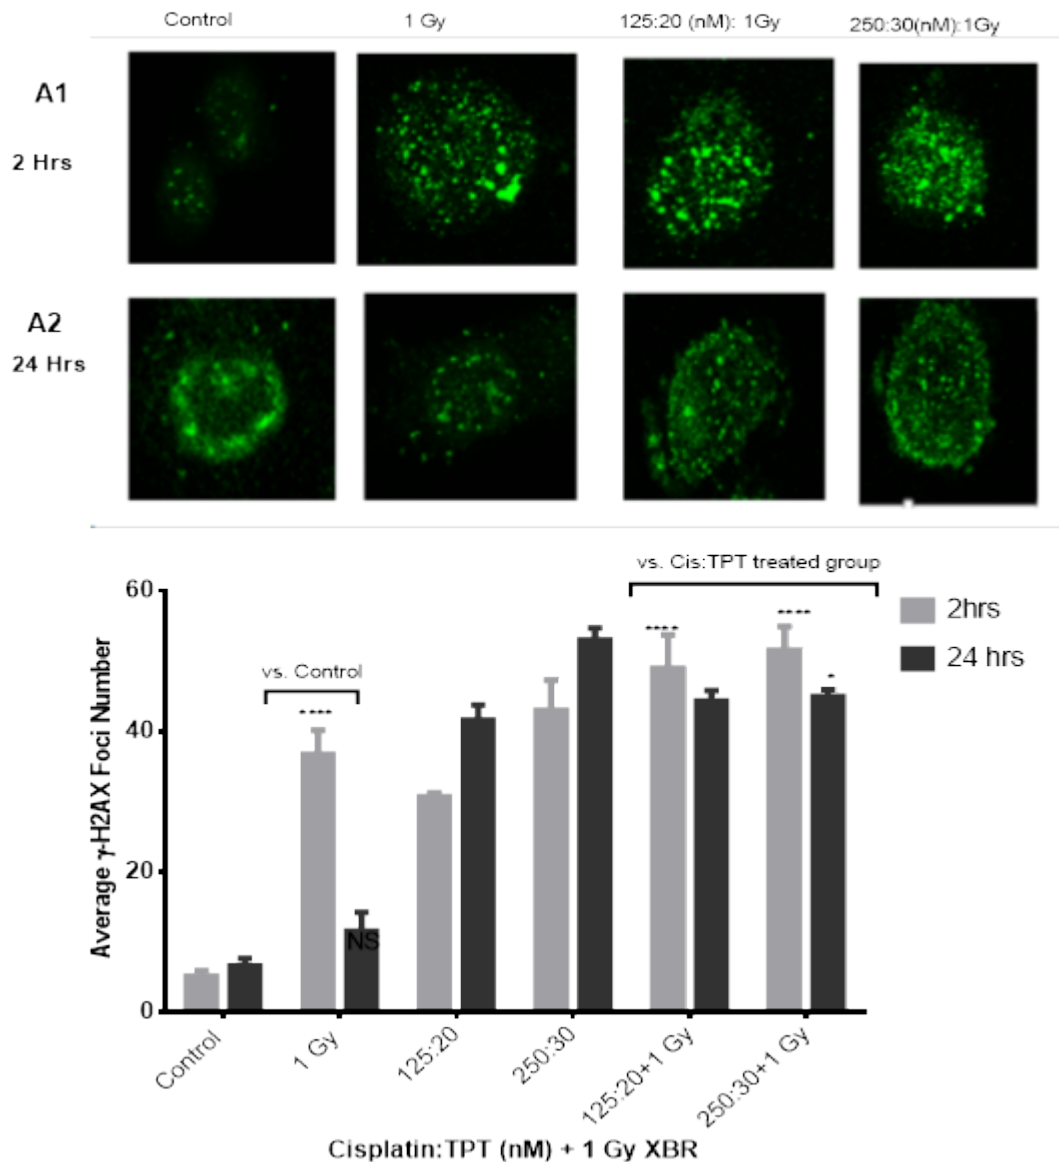 Control 1 Gy 125:20 (nM): 1Gy 250:30(nM):1Gy
A1
2 Hrs
A2
24 Hrs
vs. Cis:TPT treated group
60
2hrs
24 hrs
vs. Control
****
****
****
*
40
20
0
NS
Average γ-H2AX Foci Number
Control 1 Gy 125:20 250:30 125:20+1 Gy 250:30+1 Gy
Cisplatin:TPT (nM) + 1 Gy XBR